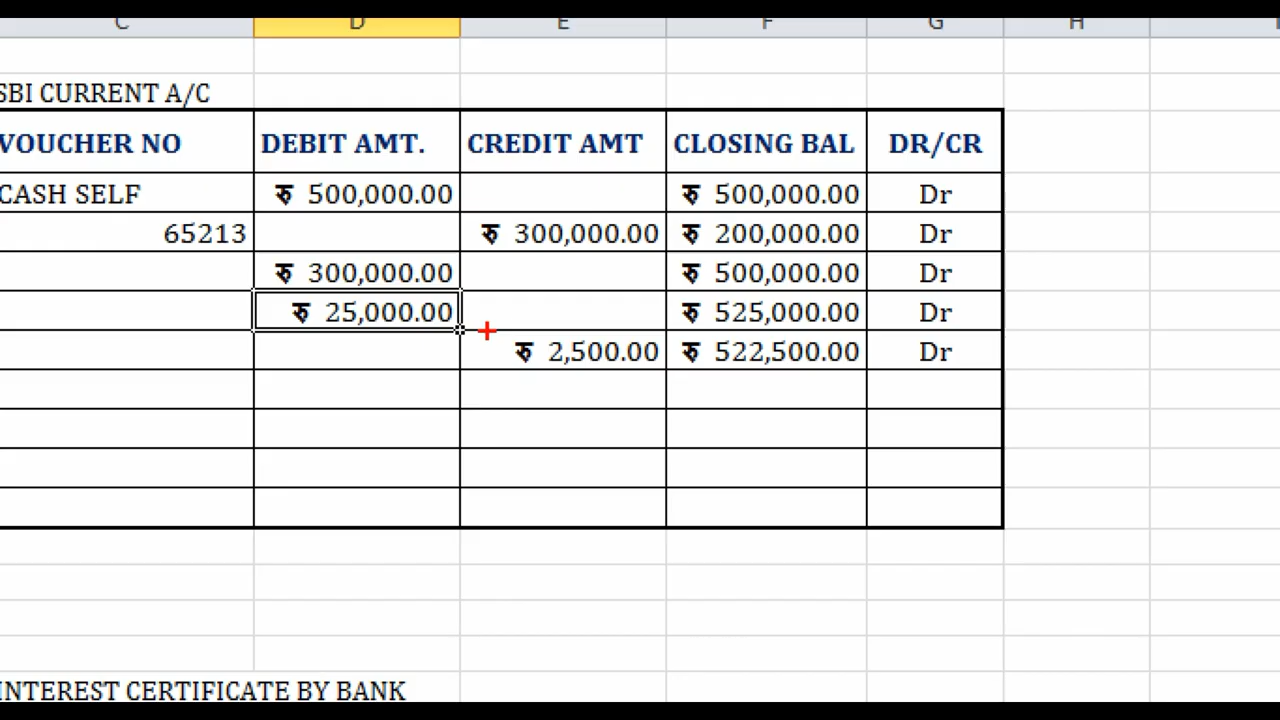 C D E F G H
SBI CURRENT A/C
VOUCHER NO DEBIT AMT. CREDIT AMT CLOSING BAL DR/CR
CASH SELF रु 500,000.00 रु 500,000.00 Dr
65213 रु 300,000.00 रु 200,000.00 Dr
रु 300,000.00 रु 500,000.00 Dr
रु 25,000.00 रु 525,000.00 Dr
रु 2,500.00 रु 522,500.00 Dr
INTEREST CERTIFICATE BY BANK